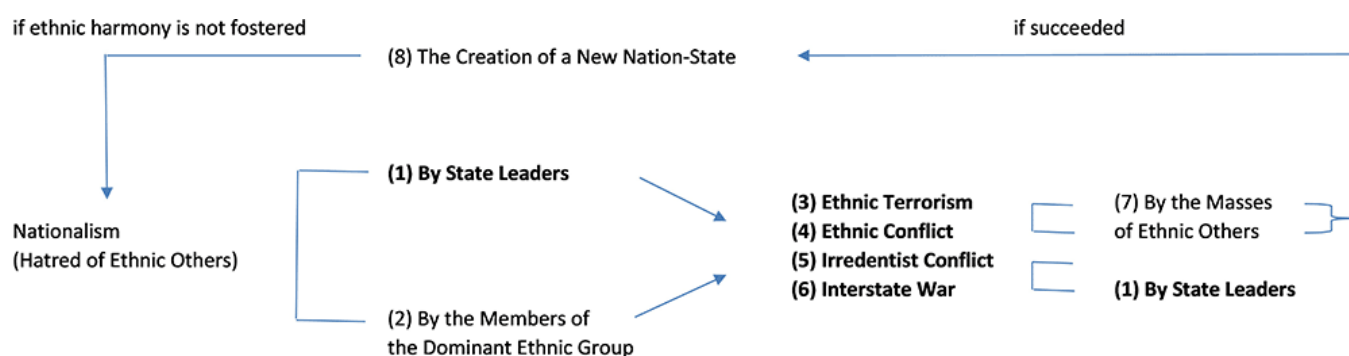 if ethnic harmony is not fostered
if succeeded
(8) The Creation of a New Nation-State
(1) By State Leaders
(3) Ethnic Terrorism
(7) By the Masses
Nationalism
(4) Ethnic Conflict
of Ethnic Others
(Hatred of Ethnic Others)
(5) Irredentist Conflict
(6) Interstate War
(1) By State Leaders
(2) By the Members of
the Dominant Ethnic Group